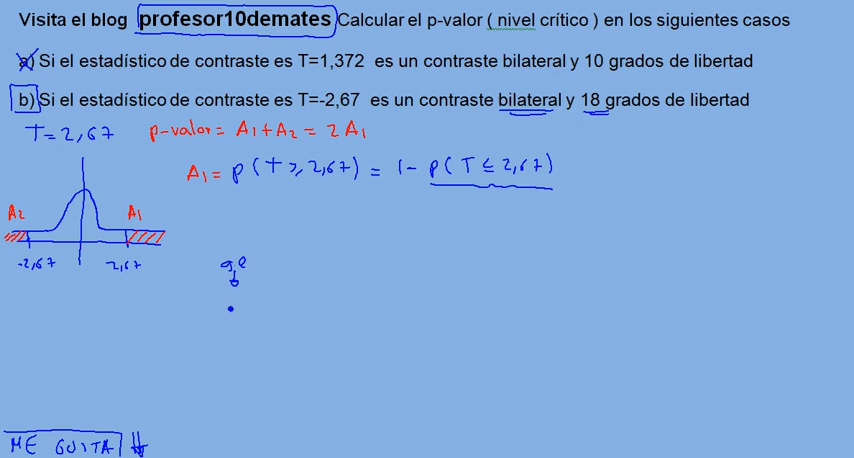 Visita el blog profesor10demates Calcular el p-valor ( nivel crítico ) en los siguientes casos
a) Si el estadístico de contraste es T=1,372 es un contraste bilateral y 10 grados de libertad
b) Si el estadístico de contraste es T=-2,67 es un contraste bilateral y 18 grados de libertad
T=2,67 p-valor= A1+A2 = 2A1
A1= p(T≥2,67) = 1- p(T≤2,67)
A2 A1
-2,67 2,67
g.l
ME GUSTA